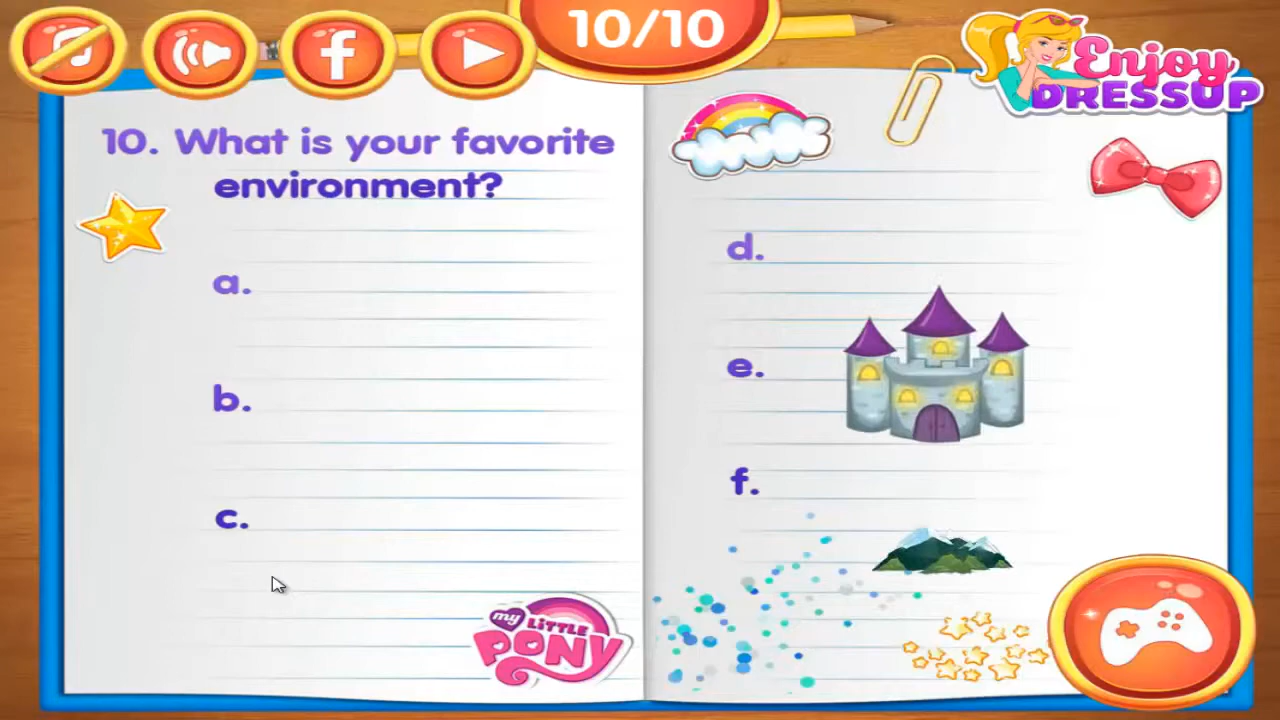 10/10
Enjoy
DRESSUP
10. What is your favorite
environment?
a.
b.
c.
d.
e.
f.
my LITTLE
PONY